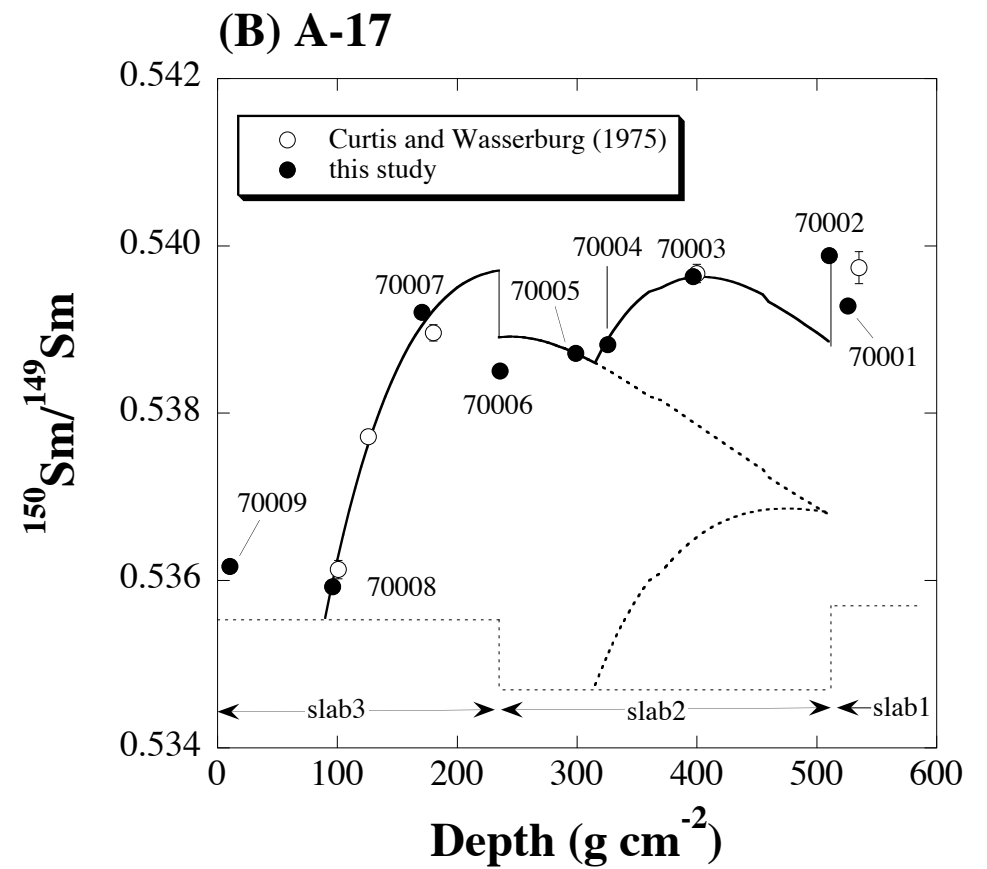 (B) A-17
0.542
Curtis and Wasserburg (1975)
this study
70002
0.540
70004
70003
70007
70005
70001
150Sm/149Sm
0.538
70006
70009
0.536
70008
slab3
slab2
slab1
0.534
0 100 200 300 400 500 600
Depth (g cm-2)